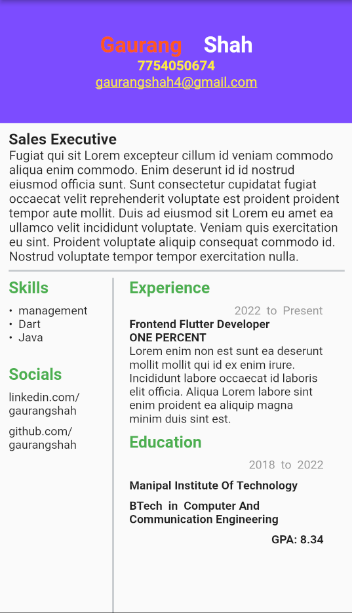 Gaurang Shah
7754050674
gaurangshah4@gmail.com
Sales Executive
Fugiat qui sit Lorem excepteur cillum id veniam commodo
aliqua enim commodo. Enim deserunt id id nostrud
eiusmod officia sunt. Sunt consectetur cupidatat fugiat
occaecat velit reprehenderit voluptate est proident proident
tempor aute mollit. Duis ad eiusmod sit Lorem eu amet ea
ullamco velit incididunt voluptate. Veniam quis exercitation
eu sint. Proident voluptate aliquip consequat commodo id.
Nostrud voluptate tempor tempor exercitation nulla.
Skills
• management
• Dart
• Java
Socials
linkedin.com/
gaurangshah
github.com/
gaurangshah
Experience
2022 to Present
Frontend Flutter Developer
ONE PERCENT
Lorem enim non est sunt ea deserunt
mollit mollit qui id ex enim irure.
Incididunt labore occaecat id laboris
elit officia. Aliqua Lorem labore sint
enim proident ea aliquip magna
minim duis sint est.
Education
2018 to 2022
Manipal Institute Of Technology
BTech in Computer And
Communication Engineering
GPA: 8.34